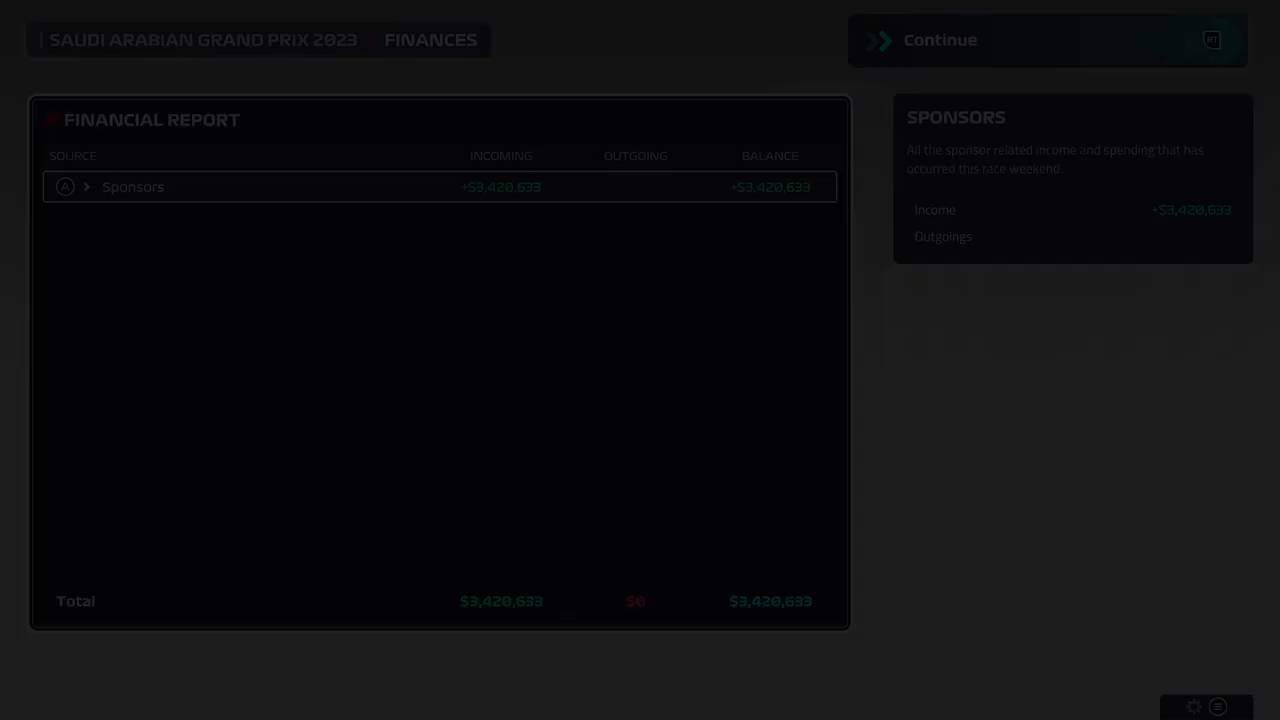 SAUDI ARABIAN GRAND PRIX 2023 FINANCES
Continue
RT
FINANCIAL REPORT
SOURCE INCOMING OUTGOING BALANCE
A Sponsors +$3,420,633 +$3,420,633
Total $3,420,633 $0 $3,420,633
SPONSORS
All the sponsor related income and spending that has
occurred this race weekend.
Income +$3,420,633
Outgoings